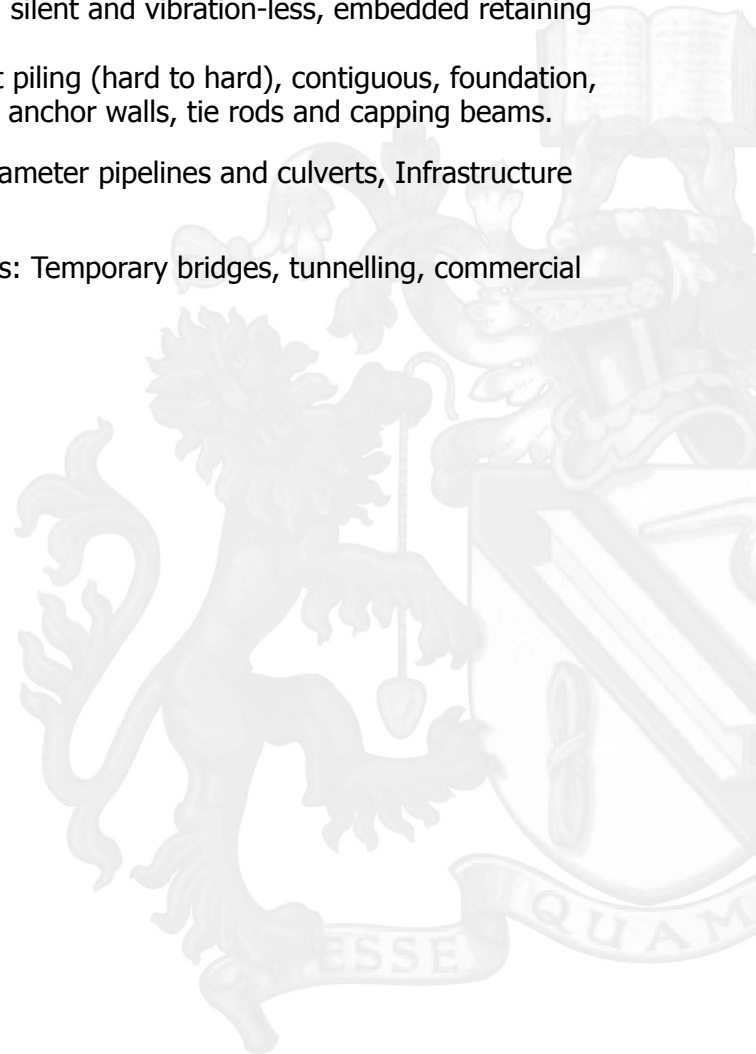 silent and vibration-less, embedded retaining
piling (hard to hard), contiguous, foundation,
anchor walls, tie rods and capping beams.
pipelines and culverts, Infrastructure
Temporary bridges, tunnelling, commercial
ESSE
QUAM